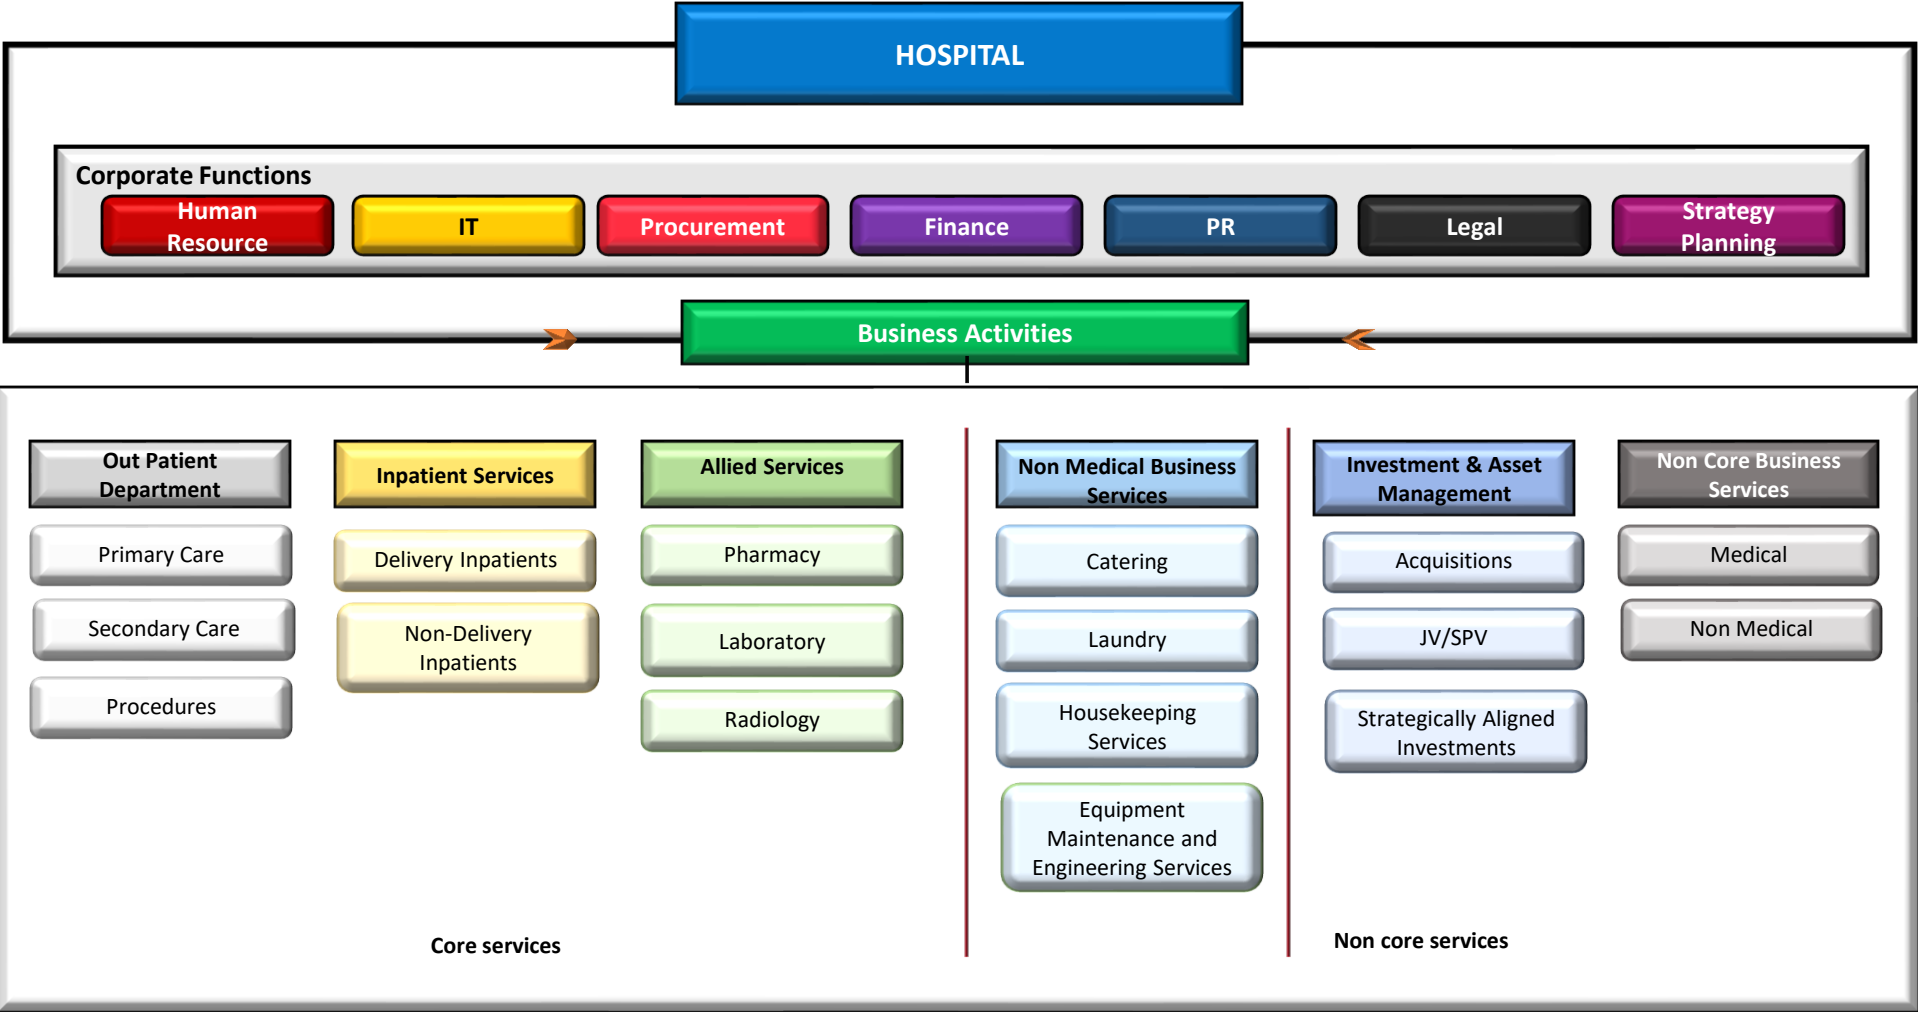 HOSPITAL
Corporate Functions
Human
Resource
IT
Procurement
Finance
PR
Legal
Strategy
Planning
Business Activities
Out Patient
Department
Primary Care
Secondary Care
Procedures
Inpatient Services
Delivery Inpatients
Non-Delivery
Inpatients
Allied Services
Pharmacy
Laboratory
Radiology
Non Medical Business
Services
Catering
Laundry
Housekeeping
Services
Equipment
Maintenance and
Engineering Services
Investment & Asset
Management
Acquisitions
JV/SPV
Strategically Aligned
Investments
Non Core Business
Services
Medical
Non Medical
Core services
Non core services